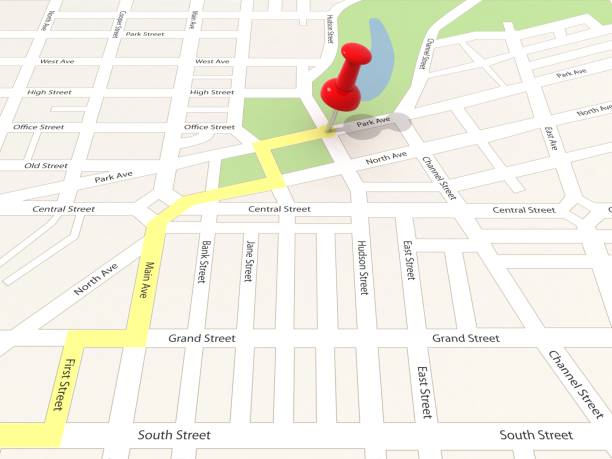 North Ave
Cooper Street
Main Ave
Hudson Street
Channel Street
Park Street
West Ave
West Ave
Park Ave
High Street
High Street
North Ave
Office Street
Office Street
Park Ave
East Ave
Old Street
North Ave
Park Ave
Channel Street
Central Street
Central Street
Central Street
North Ave
Main Ave
Bank Street
Jane Street
Hudson Street
East Street
Grand Street
Grand Street
First Street
East Street
Channel Street
South Street
South Street